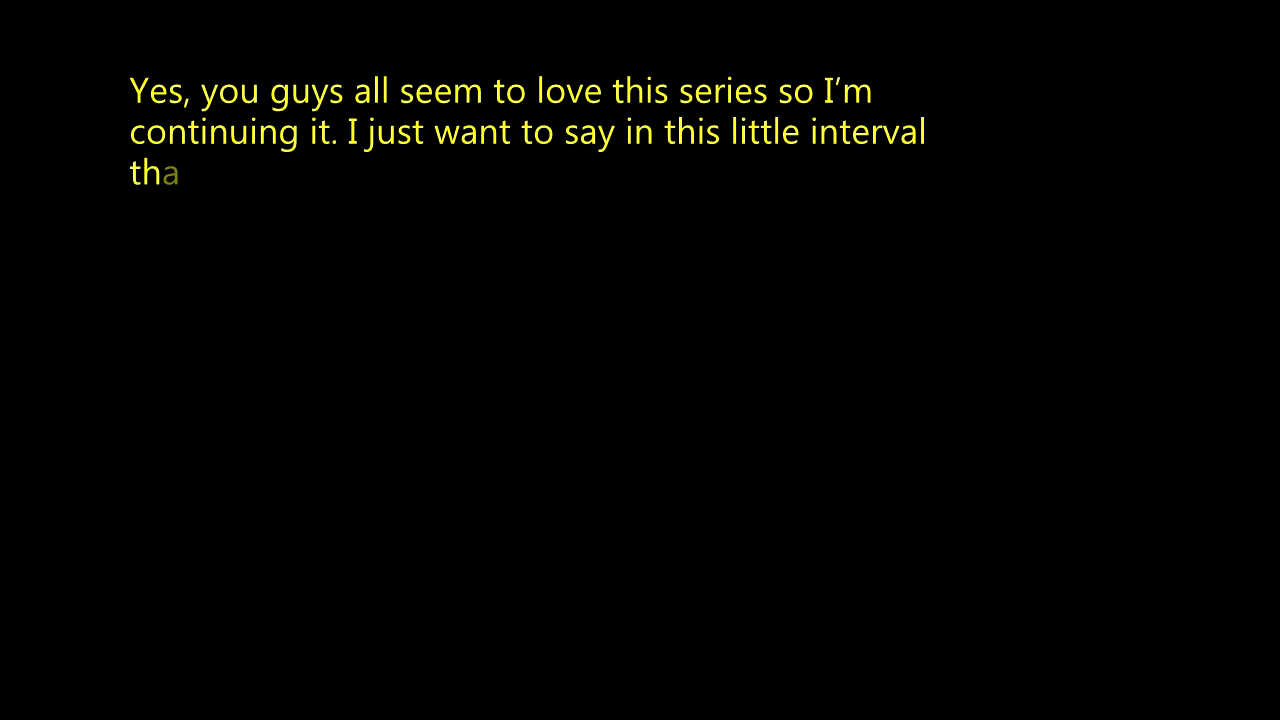 Yes, you guys all seem to love this series so I’m
continuing it. I just want to say in this little interval
tha